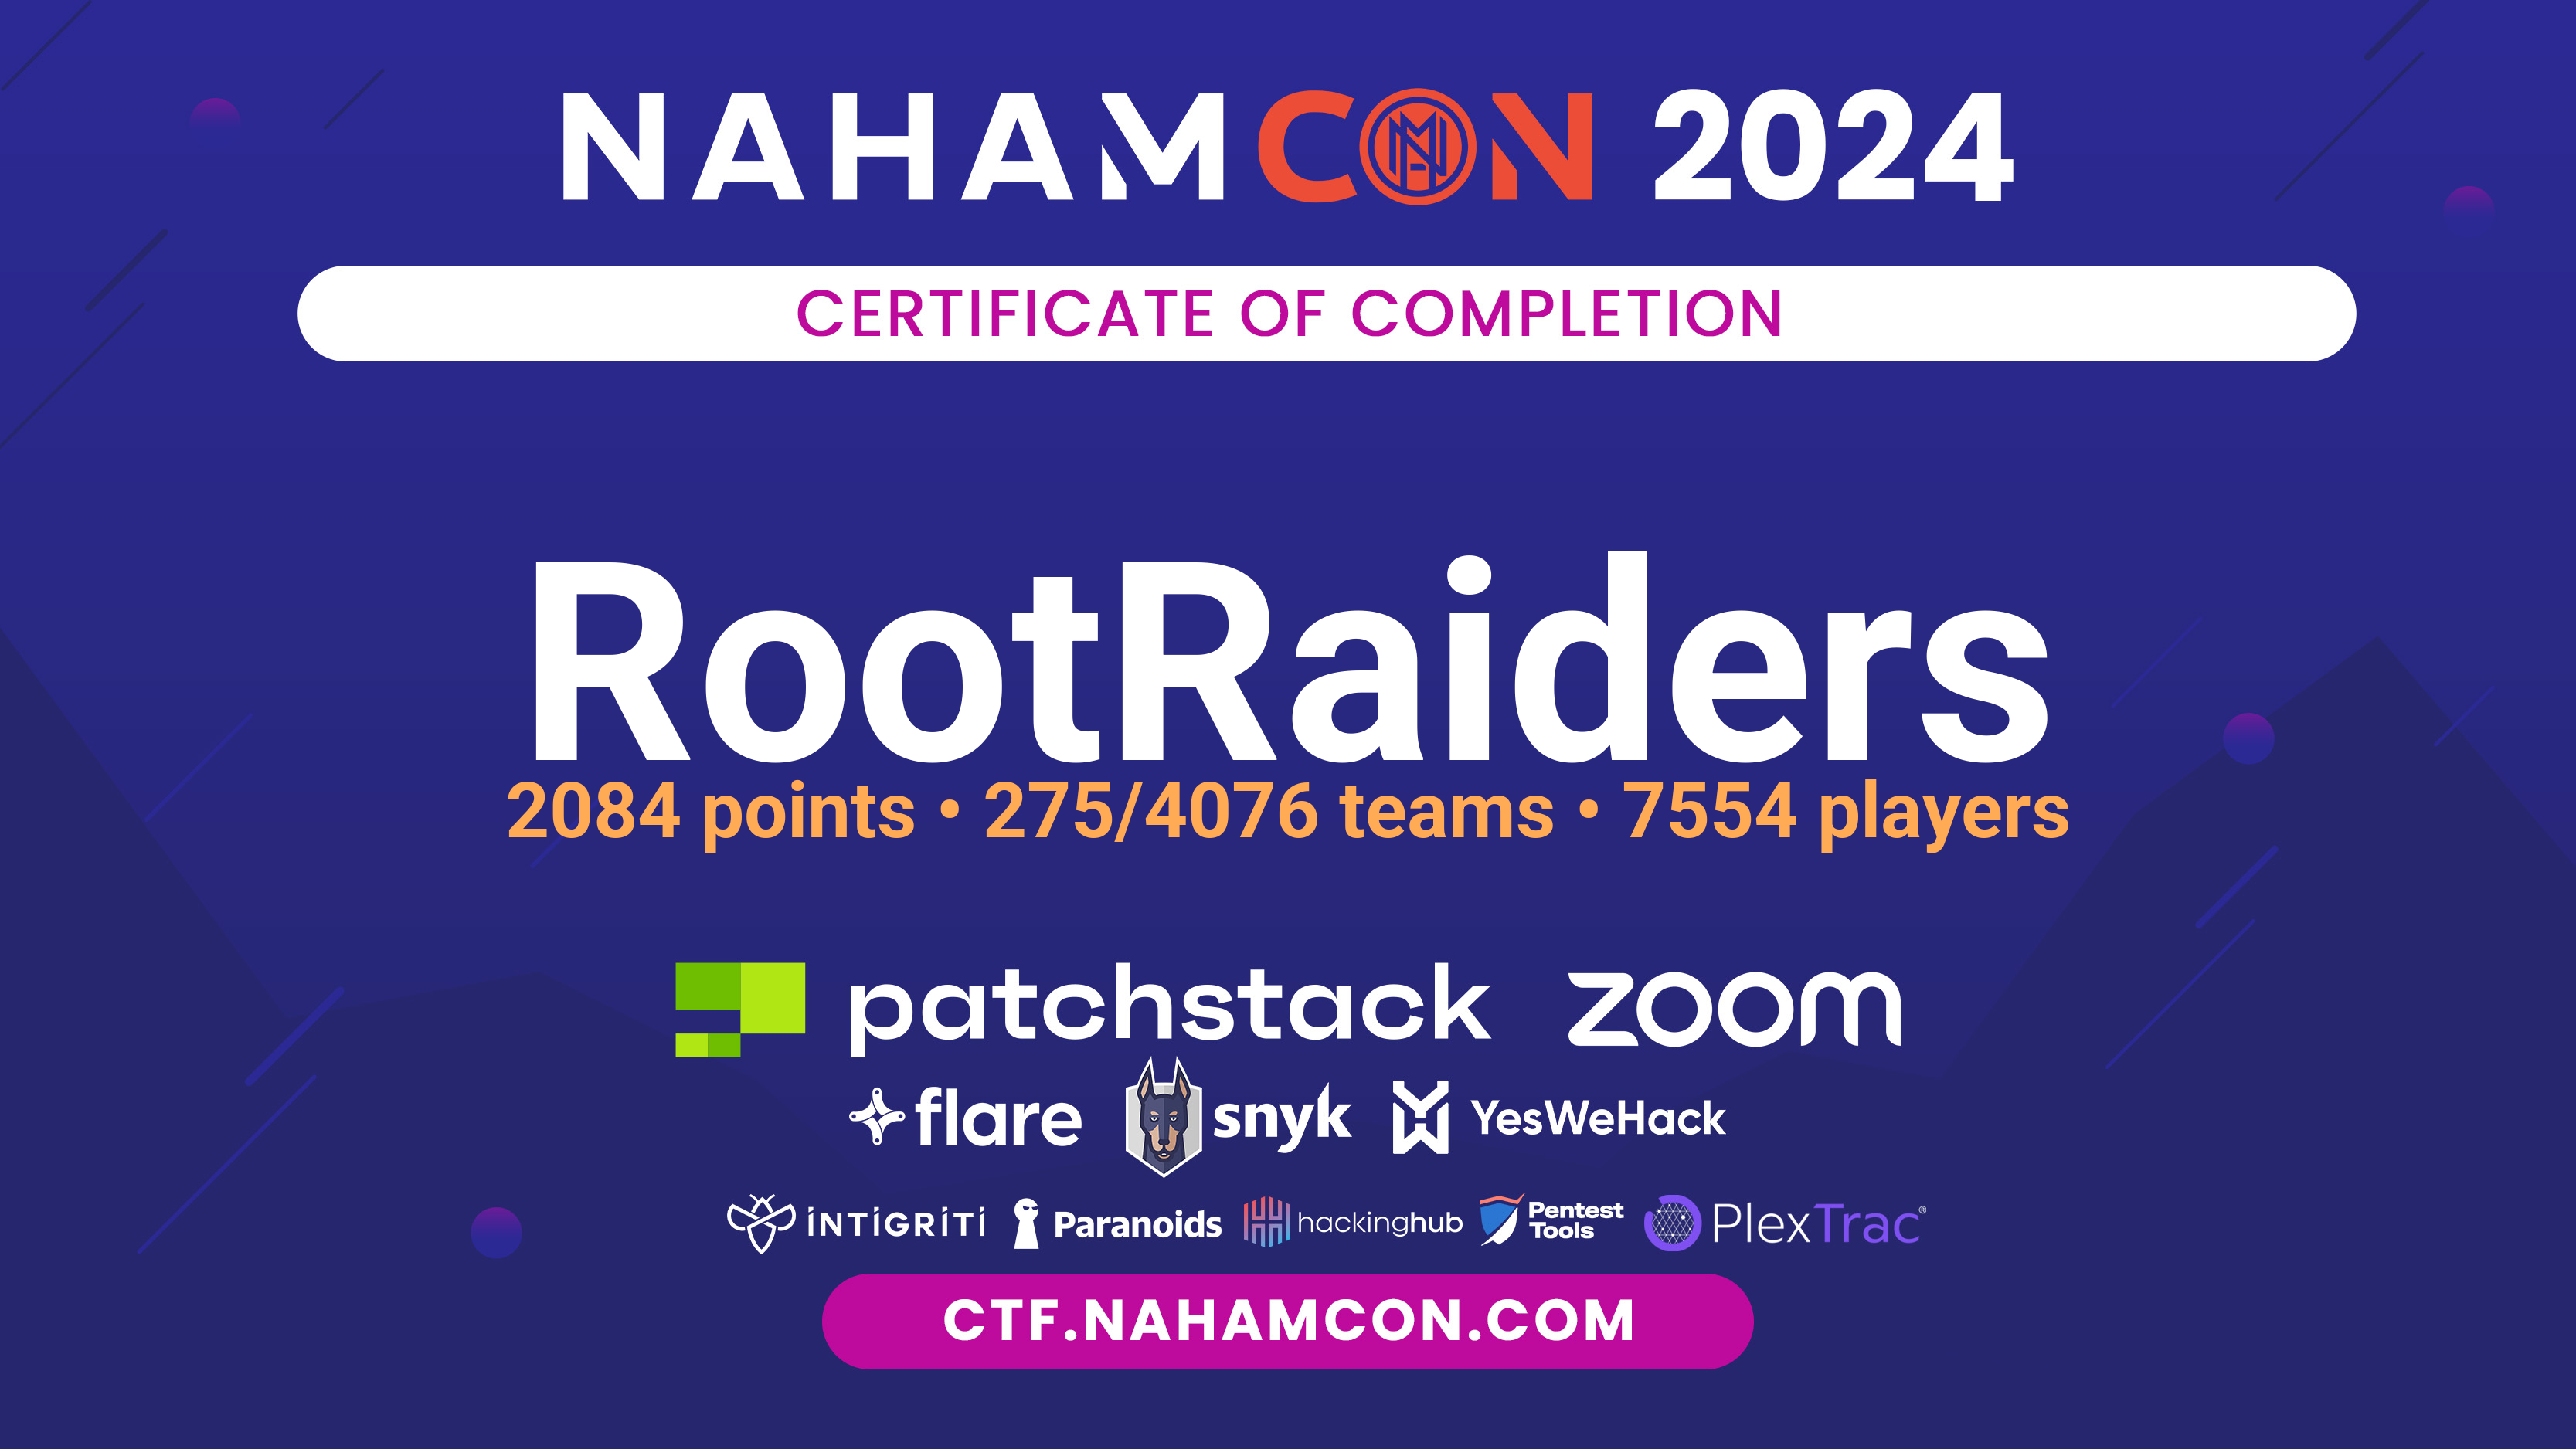 NAHAMCON 2024
CERTIFICATE OF COMPLETION
RootRaiders
2084 points • 275/4076 teams • 7554 players
patchstack zoom
flare snyk YesWeHack
INTIGRITI Paranoids hackinghub Pentest Tools PlexTrac®
CTF.NAHAMCON.COM